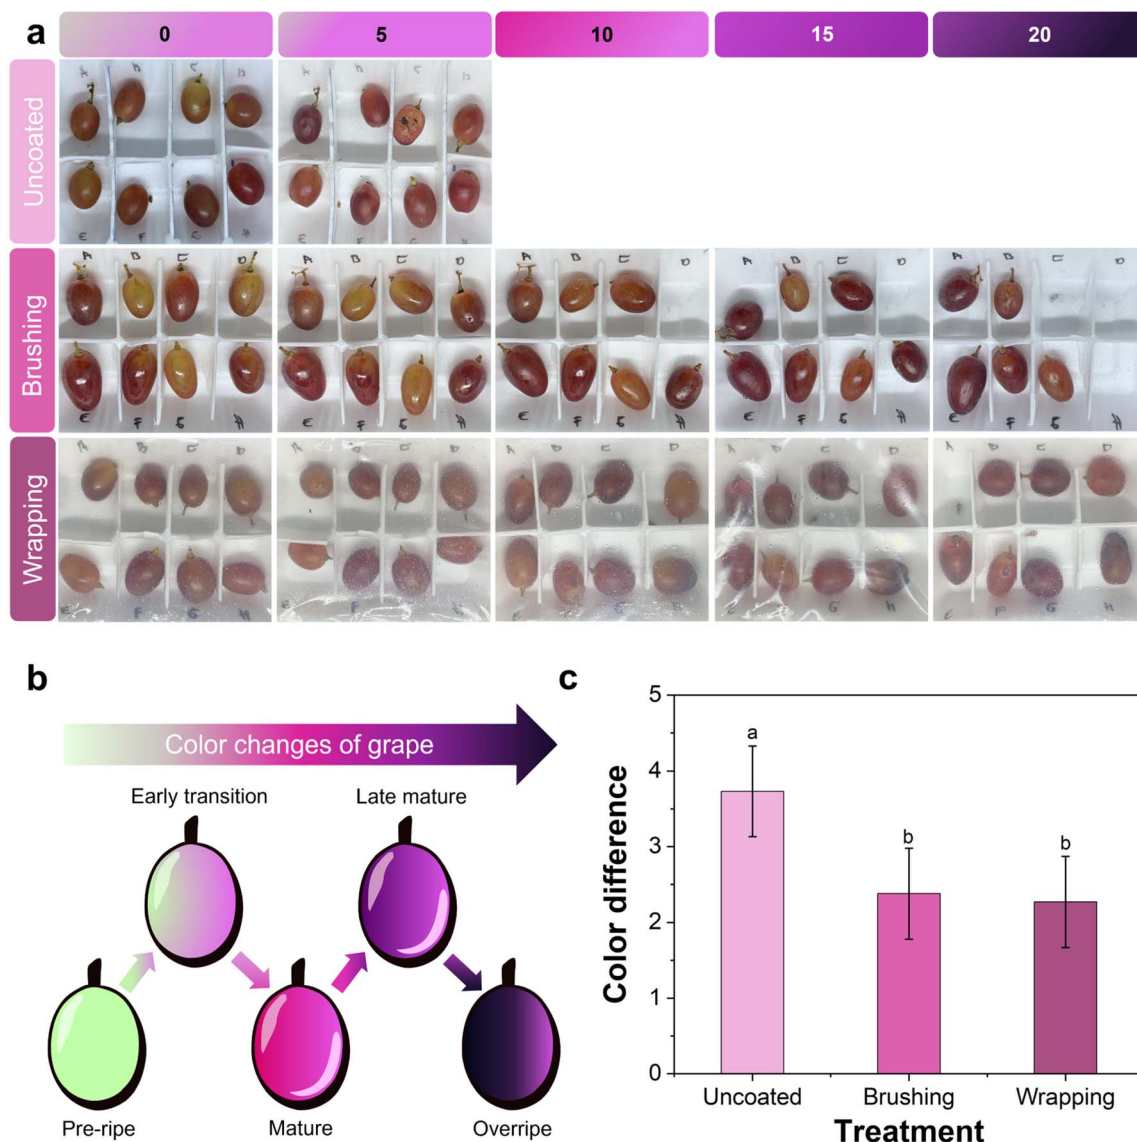 a
0 5 10 15 20
Uncoated
A B C D
E F H
A B
E F G H
Brushing
A B C D
E F G H
A B C D
E F G H
A B C D
E F G H
A B C D
E F G H
A B C D
E F G H
Wrapping
A B C D
E F G H
A B C D
E F G H
A B C D
E F G H
A B C D
E F G H
A B C D
E F G H
b
Color changes of grape
Early transition Late mature
Pre-ripe Mature Overripe
c
5
4
3
2
1
0
Color difference
a
b
b
Uncoated Brushing Wrapping
Treatment